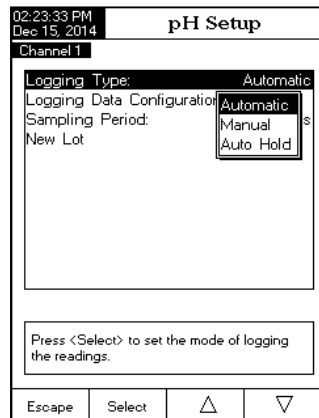 02:23:33 PM
Dec 15, 2014
pH Setup
Channel 1
Logging Type: Automatic
Logging Data Configuration
Automatic
Sampling Period: s
Manual
New Lot
Auto Hold
Press <Select> to set the mode of logging
the readings.
Escape Select △ ▽